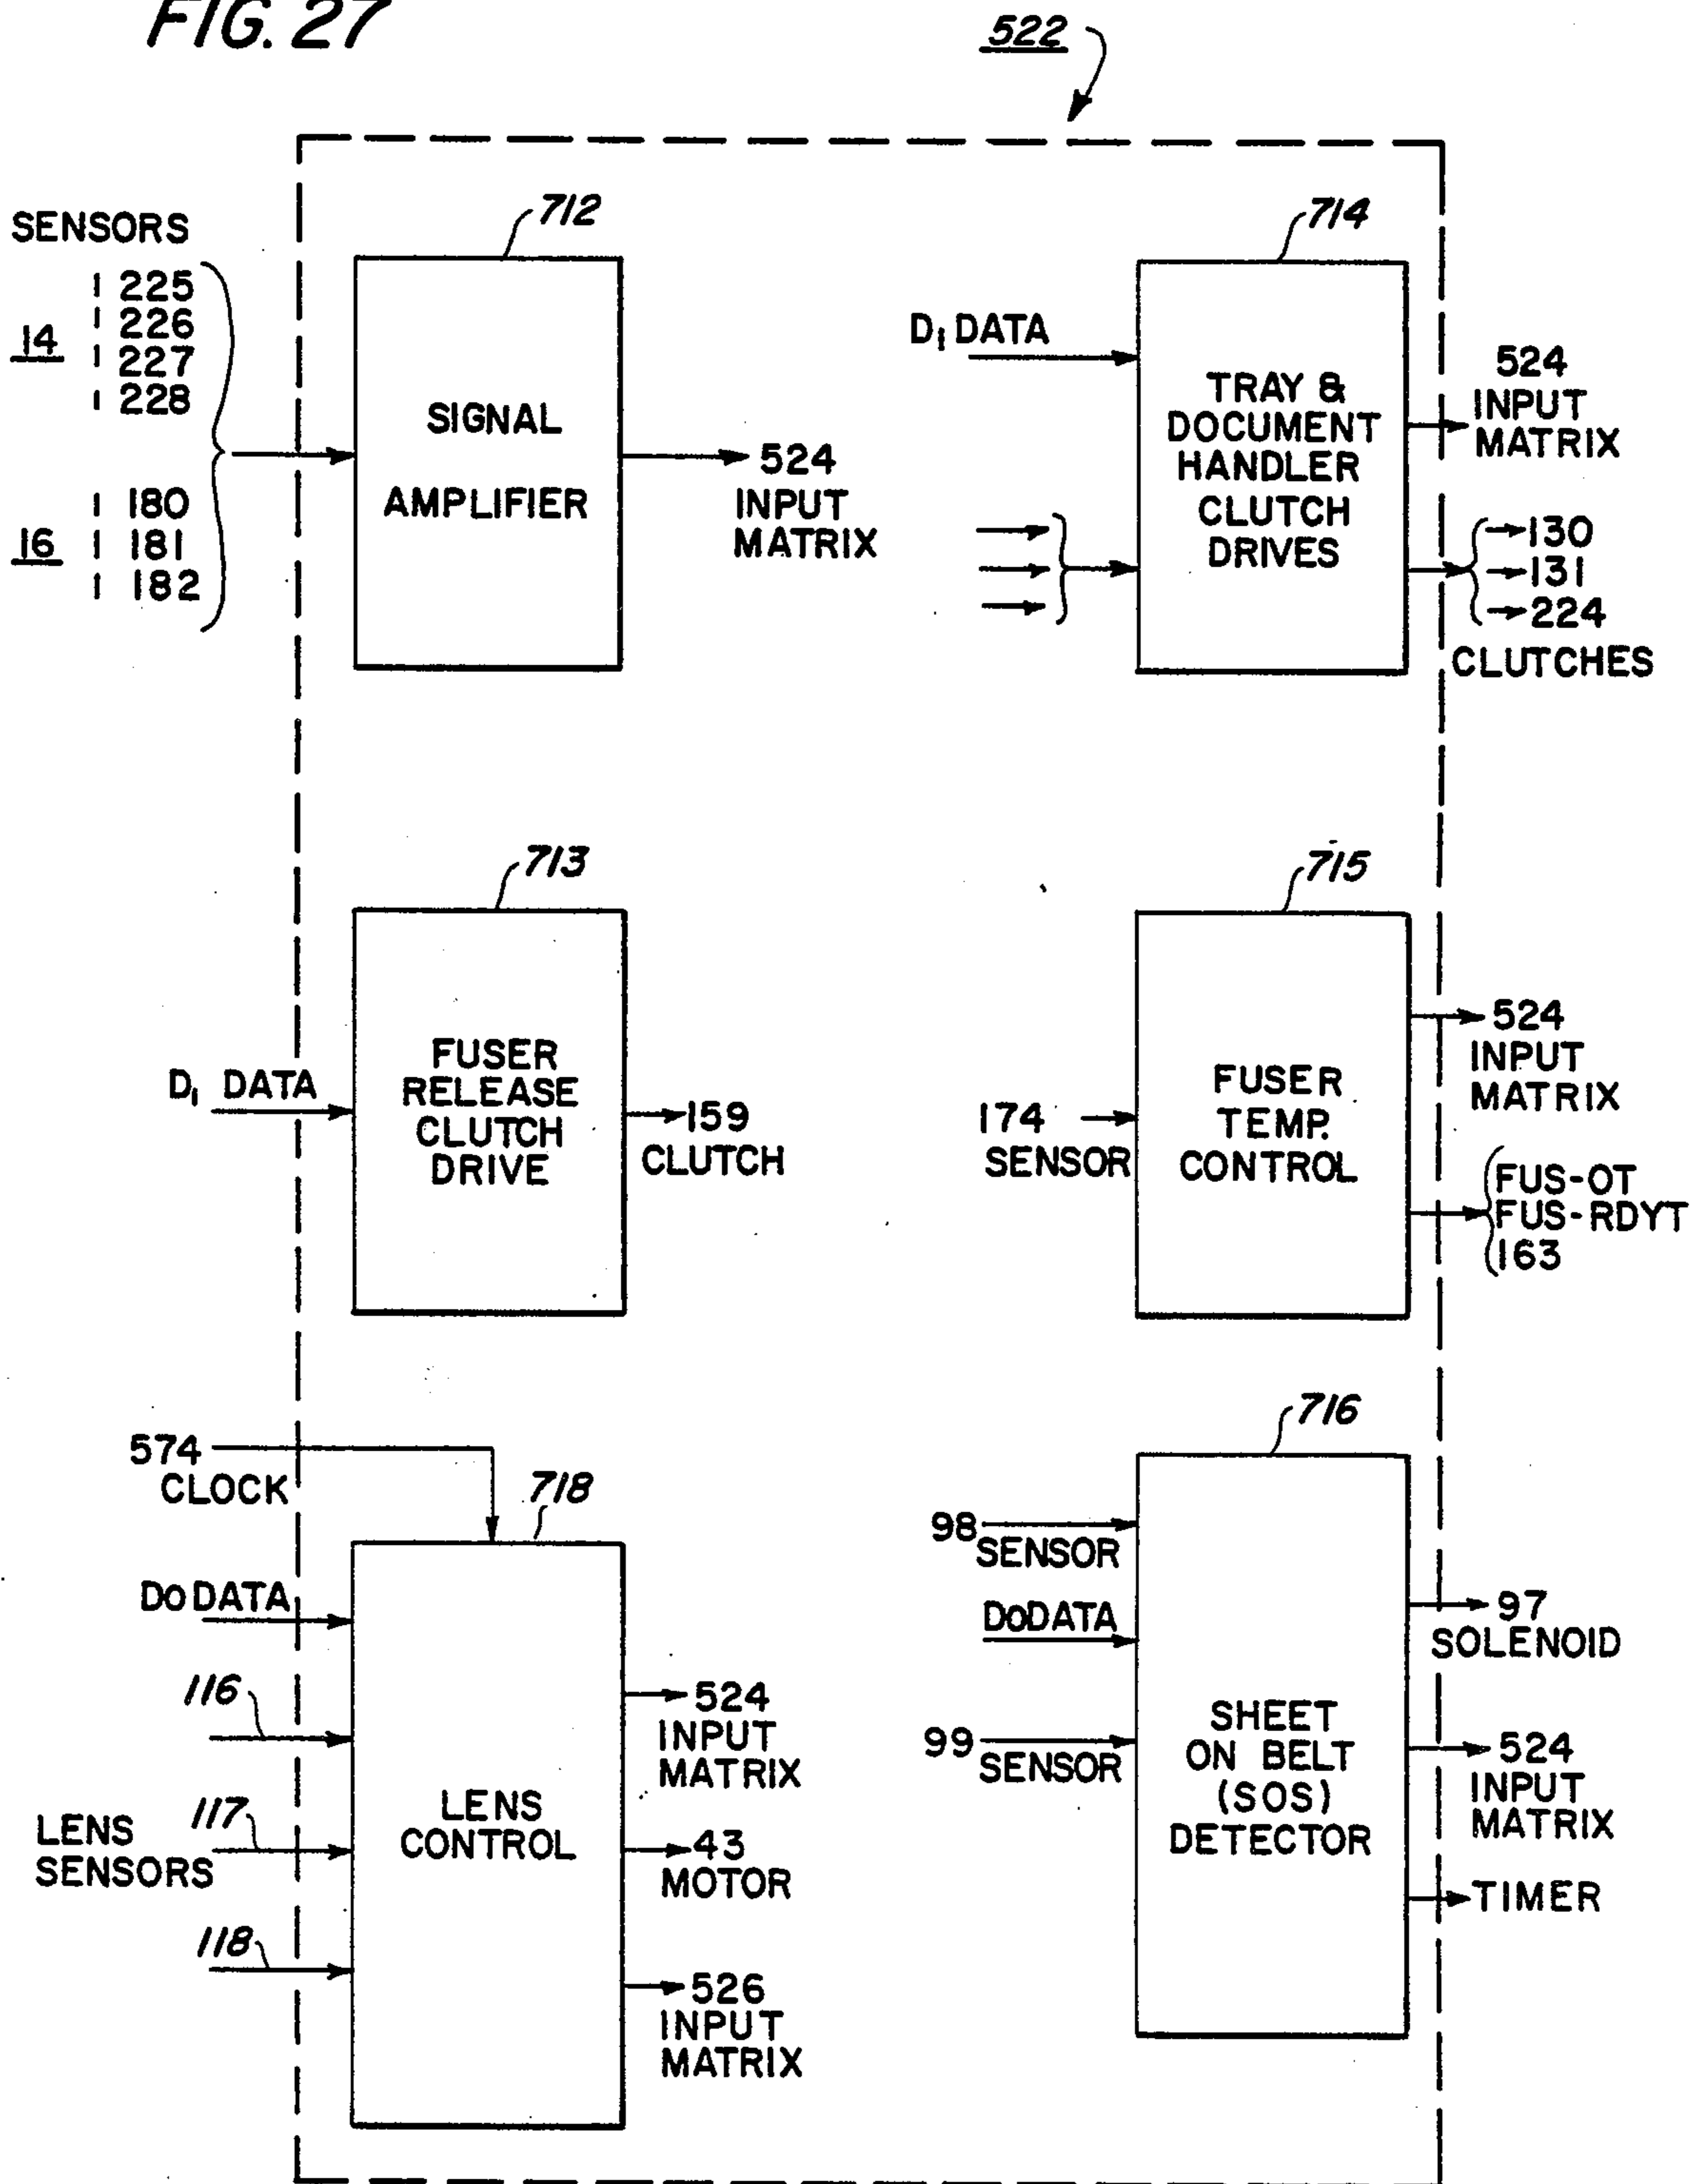 FIG. 27
522
SENSORS
14
225
226
227
228
16
180
181
182
712
SIGNAL
AMPLIFIER
524
INPUT
MATRIX
714
D1 DATA
TRAY &
DOCUMENT
HANDLER
CLUTCH
DRIVES
524
INPUT
MATRIX
130
131
224
CLUTCHES
713
D1 DATA
FUSER
RELEASE
CLUTCH
DRIVE
159
CLUTCH
715
174
SENSOR
FUSER
TEMP.
CONTROL
524
INPUT
MATRIX
FUS-OT
FUS-RDYT
163
574
CLOCK
718
DO DATA
116
LENS
SENSORS
117
118
LENS
CONTROL
524
INPUT
MATRIX
43
MOTOR
526
INPUT
MATRIX
716
98
SENSOR
DO DATA
99
SENSOR
SHEET
ON BELT
(SOS)
DETECTOR
97
SOLENOID
524
INPUT
MATRIX
TIMER